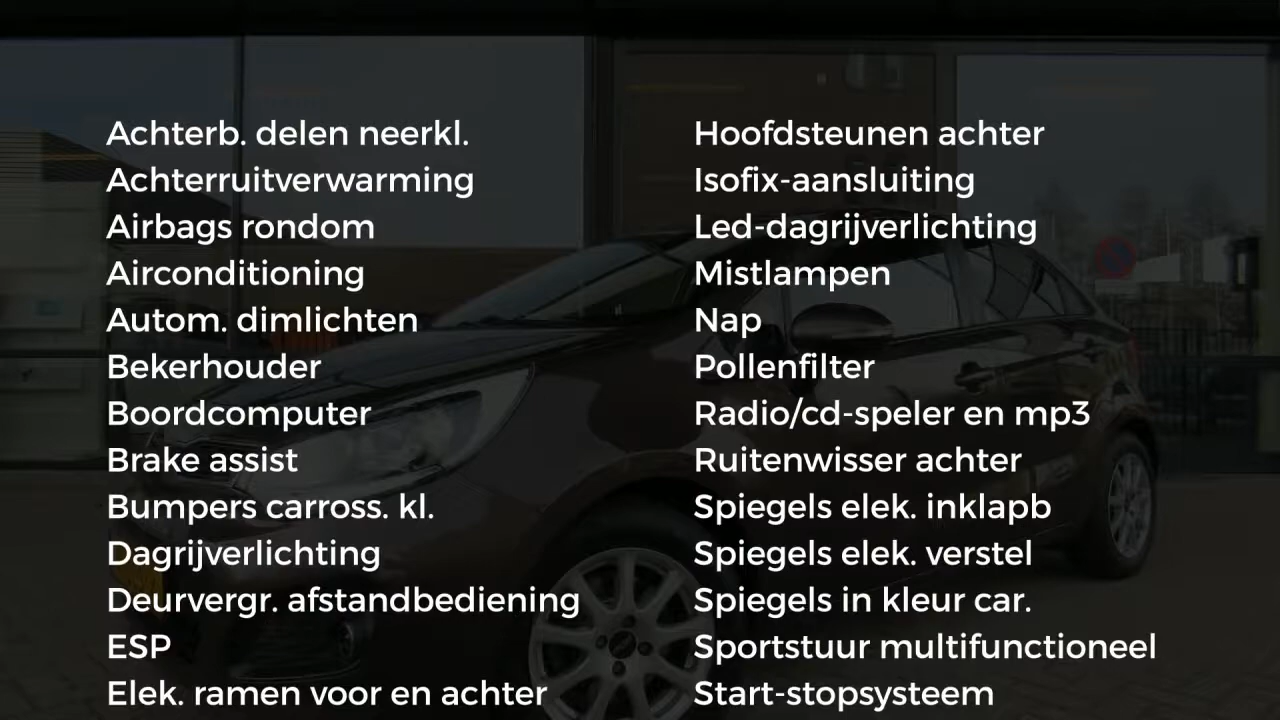 Achterb. delen neerkl.
Achterruitverwarming
Airbags rondom
Airconditioning
Autom. dimlichten
Bekerhouder
Boordcomputer
Brake assist
Bumpers carross. kl.
Dagrijverlichting
Deurvergr. afstandbediening
ESP
Elek. ramen voor en achter
Hoofdsteunen achter
Isofix-aansluiting
Led-dagrijverlichting
Mistlampen
Nap
Pollenfilter
Radio/cd-speler en mp3
Ruitenwisser achter
Spiegels elek. inklapb
Spiegels elek. verstel
Spiegels in kleur car.
Sportstuur multifunctioneel
Start-stopsysteem